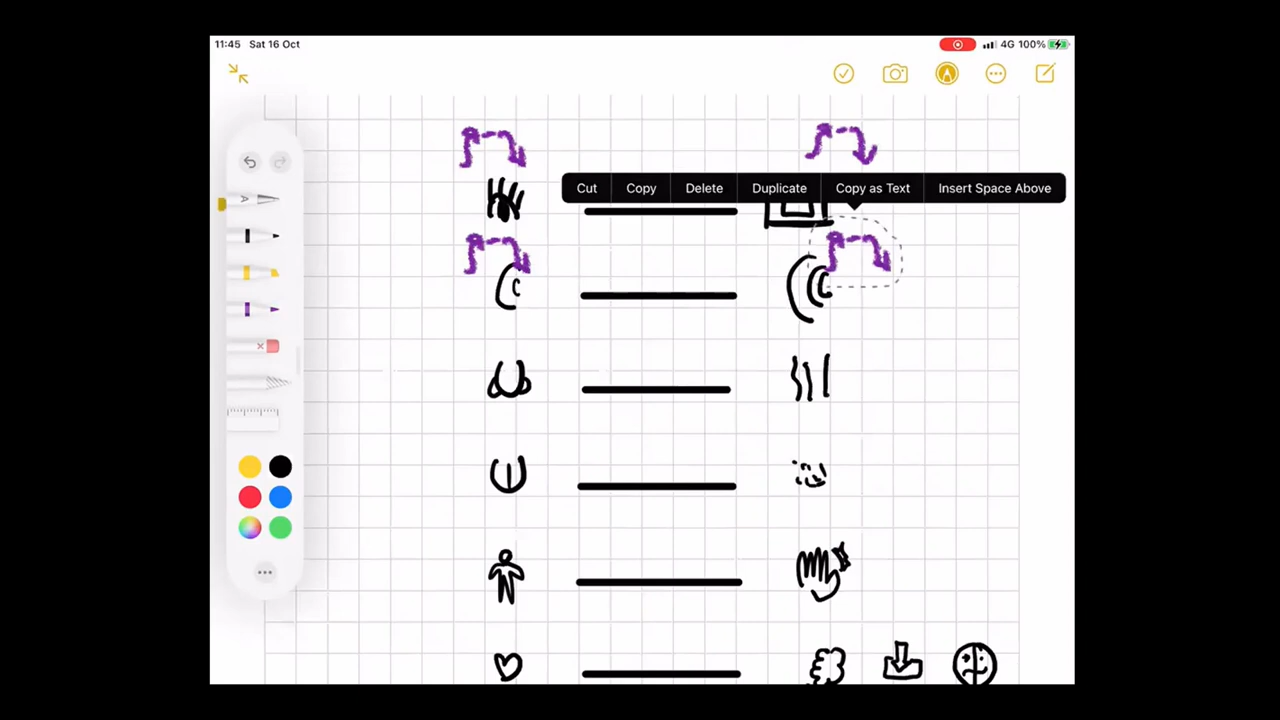 11:45 Sat 16 Oct 4G 100%
Cut Copy Delete Duplicate Copy as Text Insert Space Above